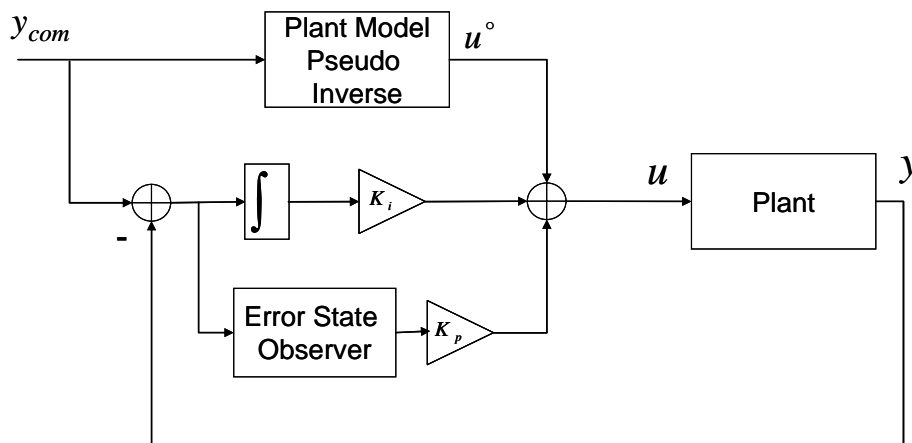 y_com
Plant Model
Pseudo
Inverse
u°
∫
K_i
u
Plant
y
-
Error State
Observer
K_p